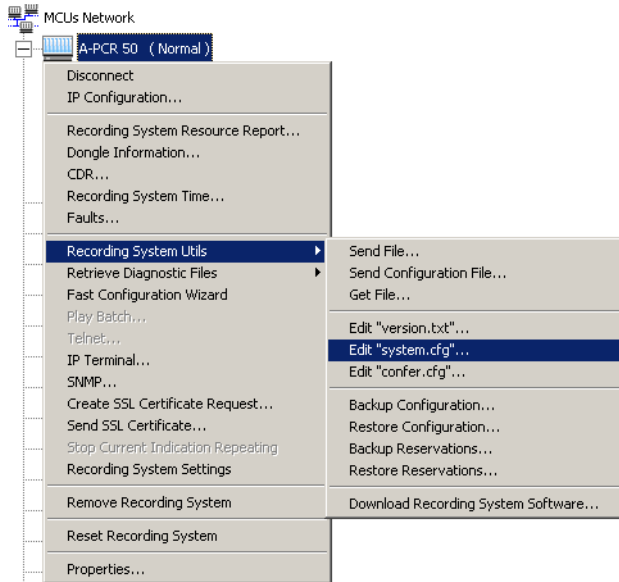 MCUs Network
A-PCR 50 ( Normal )
Disconnect
IP Configuration...
Recording System Resource Report...
Dongle Information...
CDR...
Recording System Time...
Faults...
Recording System Utils
Retrieve Diagnostic Files
Fast Configuration Wizard
Play Batch...
Telnet...
IP Terminal...
SNMP...
Create SSL Certificate Request...
Send SSL Certificate...
Stop Current Indication Repeating
Recording System Settings
Remove Recording System
Reset Recording System
Properties...
Send File...
Send Configuration File...
Get File...
Edit "version.txt"...
Edit "system.cfg"...
Edit "confer.cfg"...
Backup Configuration...
Restore Configuration...
Backup Reservations...
Restore Reservations...
Download Recording System Software...